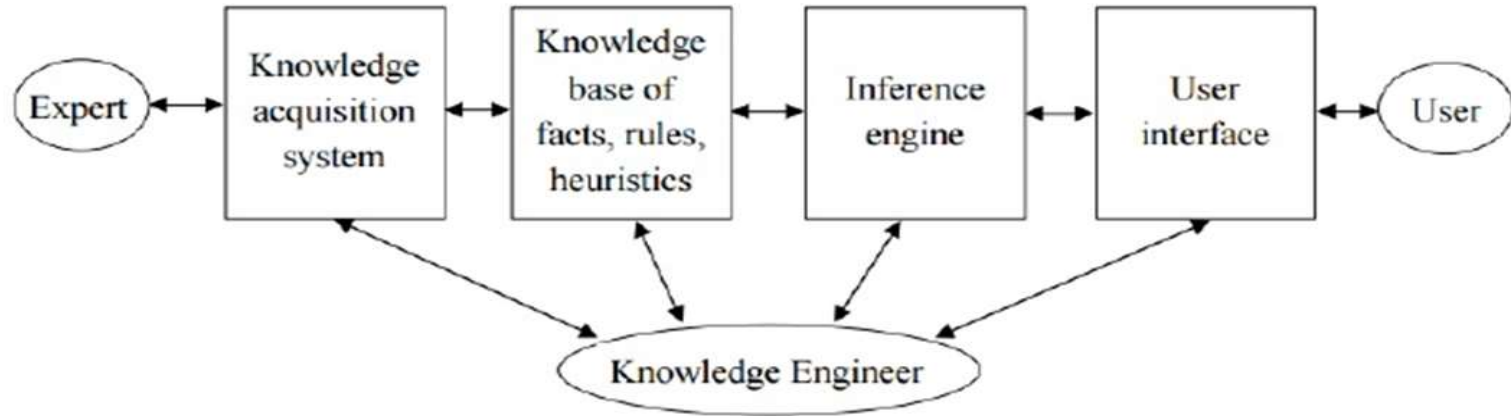 Expert
Knowledge
acquisition
system
Knowledge
base of
facts, rules,
heuristics
Inference
engine
User
interface
User
Knowledge Engineer